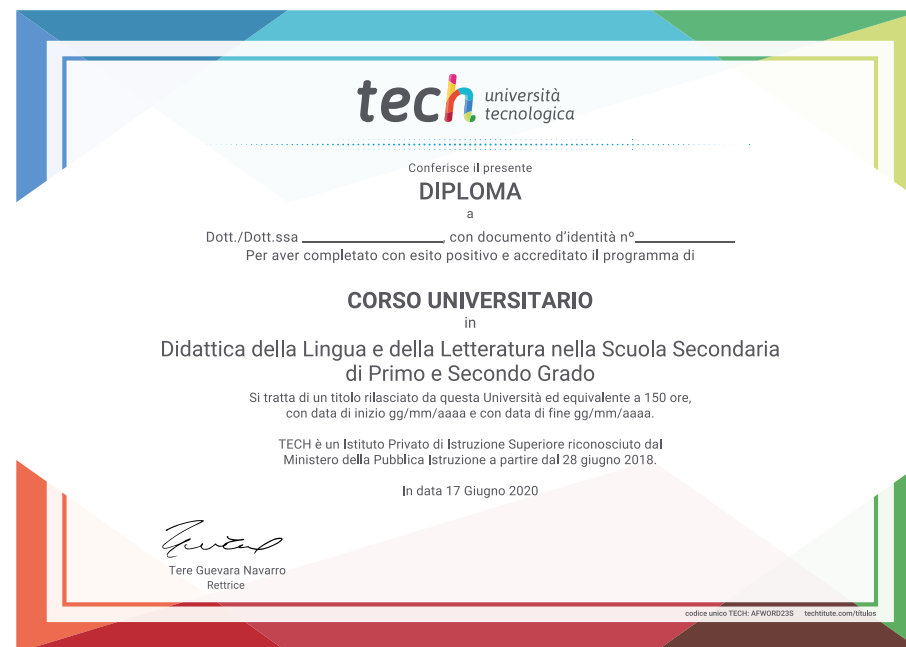 tech università
tecnologica
Conferisce il presente
DIPLOMA
a
Dott./Dott.ssa ____________________, con documento d'identità nº______________
Per aver completato con esito positivo e accreditato il programma di
CORSO UNIVERSITARIO
in
Didattica della Lingua e della Letteratura nella Scuola Secondaria
di Primo e Secondo Grado
Si tratta di un titolo rilasciato da questa Università ed equivalente a 150 ore,
con data di inizio gg/mm/aaaa e con data di fine gg/mm/aaaa.
TECH è un Istituto Privato di Istruzione Superiore riconosciuto dal
Ministero della Pubblica Istruzione a partire dal 28 giugno 2018.
In data 17 Giugno 2020
Tere Guevara Navarro
Rettrice
codice unico TECH: AFWORD23S techtitute.com/títulos